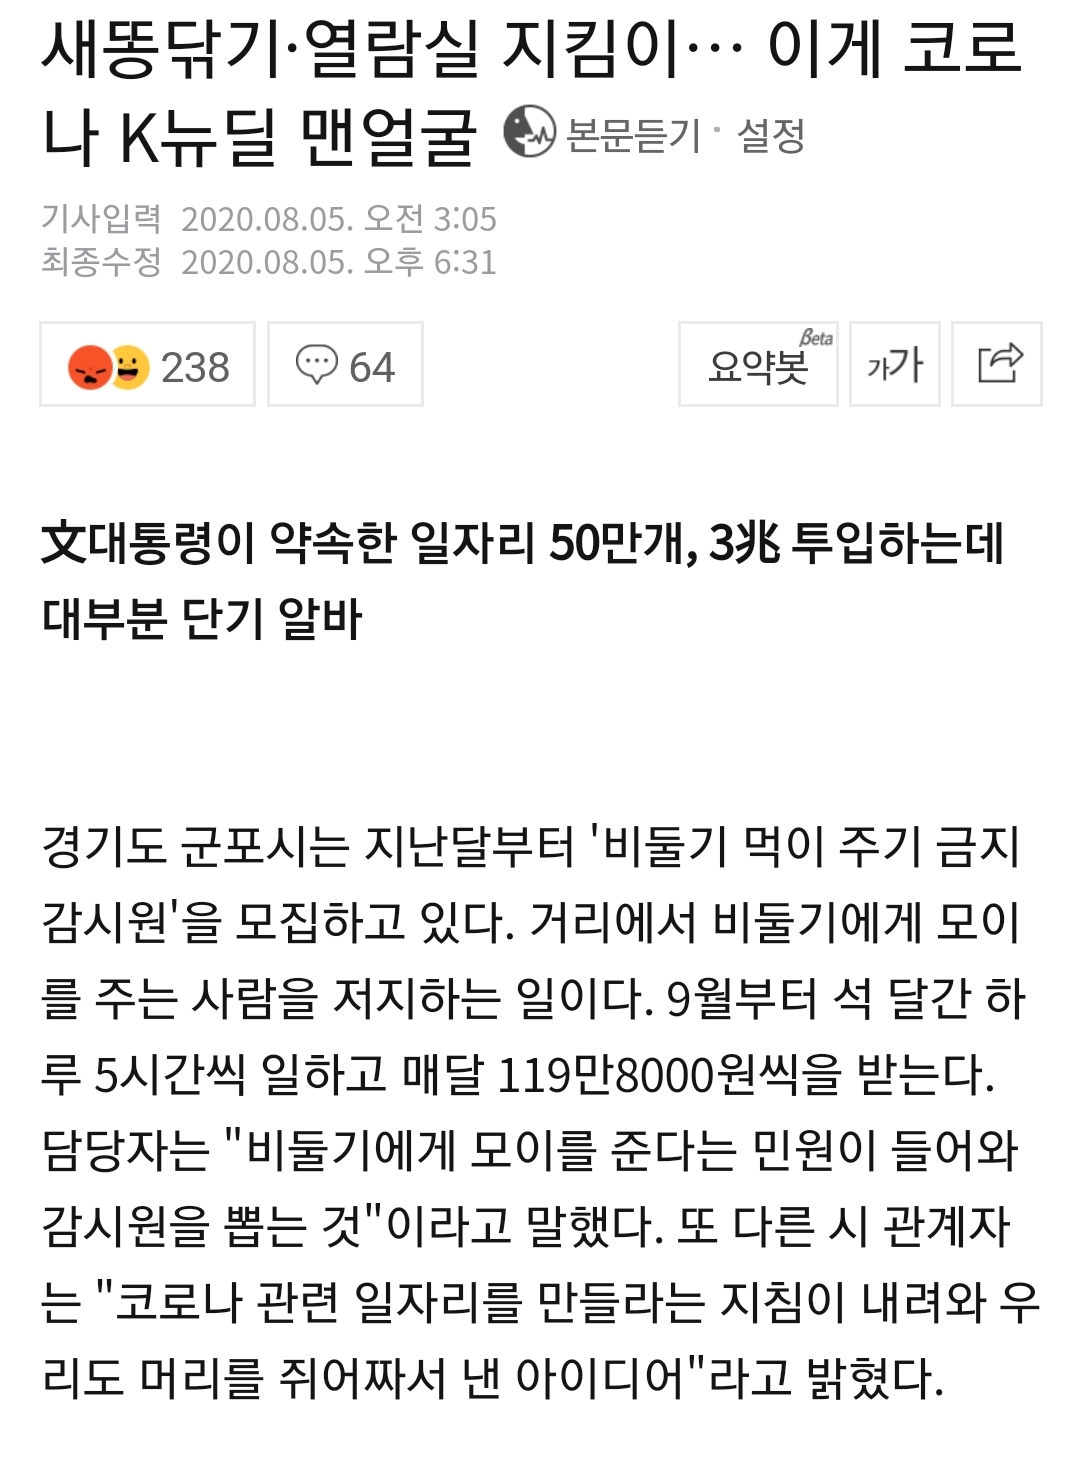 새똥닦기·열람실 지킴이… 이게 코로
나 K뉴딜 맨얼굴 본문듣기 · 설정
기사입력 2020.08.05. 오전 3:05
최종수정 2020.08.05. 오후 6:31
238 64 요약봇 βeta 가가
文대통령이 약속한 일자리 50만개, 3兆 투입하는데
대부분 단기 알바
경기도 군포시는 지난달부터 '비둘기 먹이 주기 금지
감시원'을 모집하고 있다. 거리에서 비둘기에게 모이
를 주는 사람을 저지하는 일이다. 9월부터 석 달간 하
루 5시간씩 일하고 매달 119만8000원씩을 받는다.
담당자는 "비둘기에게 모이를 준다는 민원이 들어와
감시원을 뽑는 것"이라고 말했다. 또 다른 시 관계자
는 "코로나 관련 일자리를 만들라는 지침이 내려와 우
리도 머리를 쥐어짜서 낸 아이디어"라고 밝혔다.